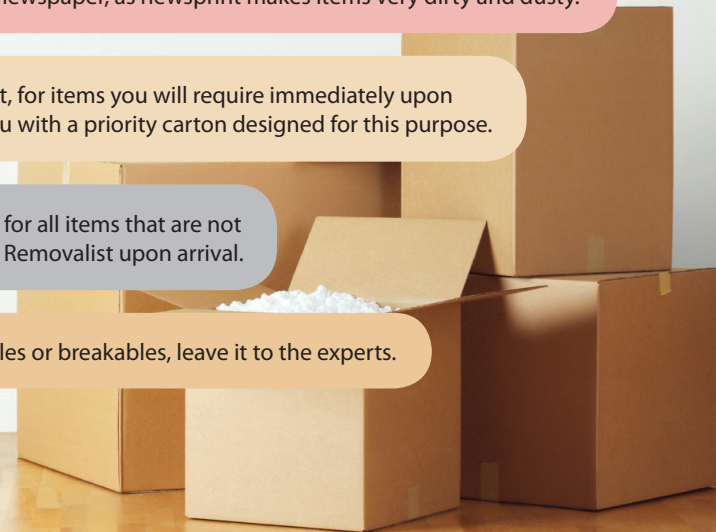 newspaper, as newsprint makes items very dirty and dusty.
t, for items you will require immediately upon
u with a priority carton designed for this purpose.
for all items that are not
Removalist upon arrival.
les or breakables, leave it to the experts.